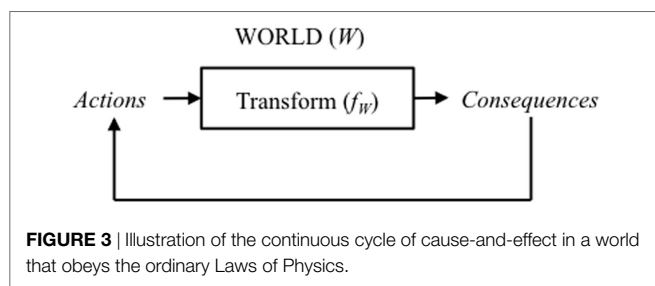 WORLD (W)
Actions
Transform (fW)
Consequences
FIGURE 3 | Illustration of the continuous cycle of cause-and-effect in a world
that obeys the ordinary Laws of Physics.